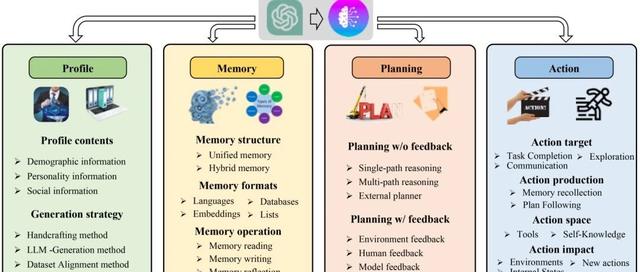 Profile
Profile contents
Demographic information
Personality information
Social information
Generation strategy
Handcrafting method
LLM -Generation method
Dataset Alignment method
Memory
Memory structure
Unified memory
Hybrid memory
Memory formats
Languages Databases
Embeddings Lists
Memory operation
Memory reading
Memory writing
Memory reflection
Planning
PLAN
Planning w/o feedback
Single-path reasoning
Multi-path reasoning
External planner
Planning w/ feedback
Environment feedback
Human feedback
Model feedback
Action
ACTION!
Action target
Task Completion Exploration
Communication
Action production
Memory recollection
Plan Following
Action space
Tools Self-Knowledge
Action impact
Environments New actions
Internal States